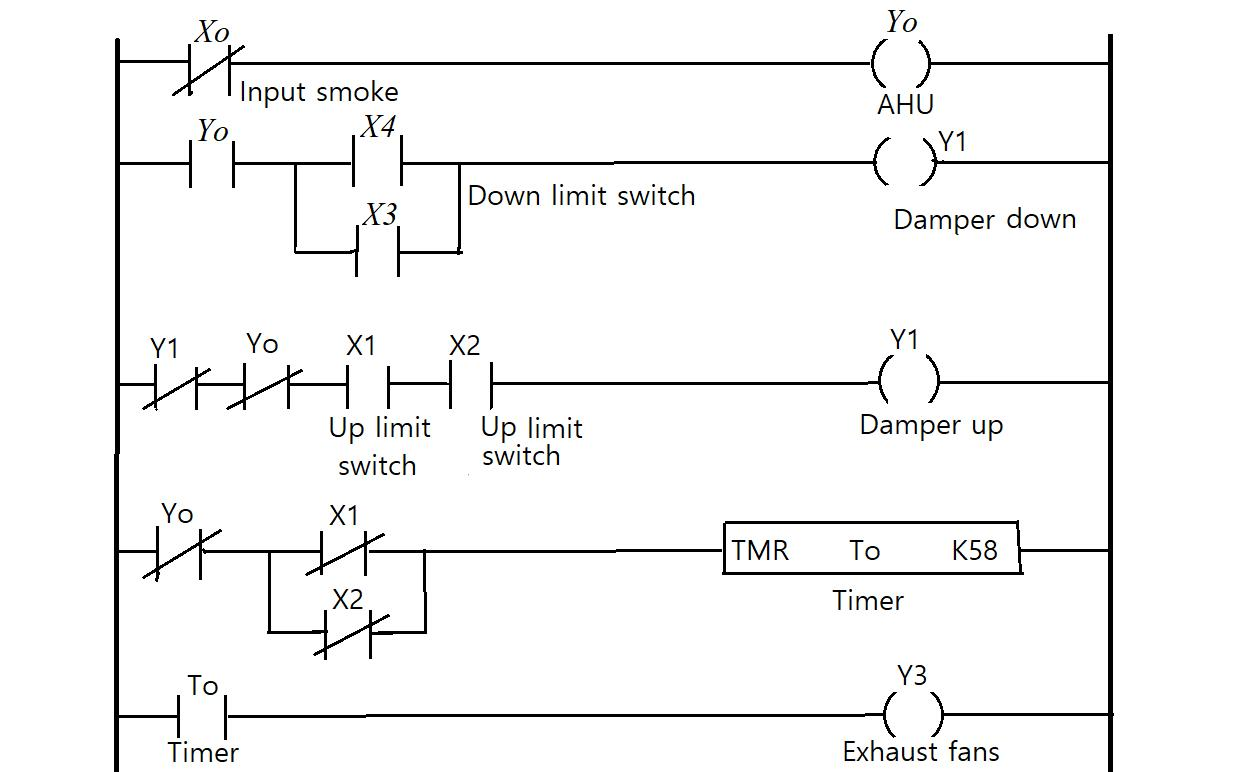 Xo
Yo
Input smoke
AHU
Yo
X4
Y1
Down limit switch
X3
Damper down
Y1
Yo
X1
X2
Y1
Up limit
switch
Up limit
switch
Damper up
Yo
X1
TMR To K58
X2
Timer
To
Y3
Timer
Exhaust fans